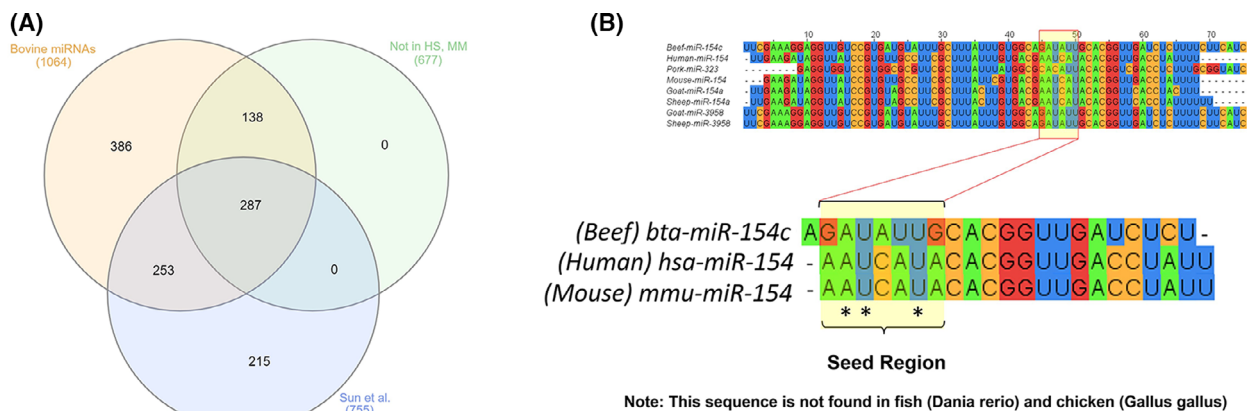 (A)
Bovine miRNAs
(1064)
Not in HS, MM
(677)
386
138
0
287
253
0
215
Sun et al.
(755)
(B)
10 20 30 40 50 60 70
Beef-miR-154c UUCGAAAGGAGGUUGUCCGUGAUGUAUUUGCUUUAUUUGUGGCAGAUAUUGCACGGUUGAUCUCUUUUCUUCAUC
Human-miR-154
Pork-miR-323
Mouse-miR-154
Goat-miR-154a
Sheep-miR-154a
Goat-miR-3958 UUCGAAAGGAGGUUGUCCGUGAUGUAUUUGCUUUAUUUGUGGCAGAUAUUGCACGGUUGAUCUCUUUUCUUCAUC
Sheep-miR-3958 UUCGAAAGGAGGUUGUCCGUGAUGUAUUUGCUUUAUUUGUGGCAGAUAUUGCACGGUUGAUCUCUUUUCUUCAUC
(Beef) bta-miR-154c AGAUAUUGCACGGUUGAUCUCU-
(Human) hsa-miR-154 -AAUCAUACACGGUUGACCUAUU
(Mouse) mmu-miR-154 -AAUCAUACACGGUUGACCUAUU
* * *
Seed Region
Note: This sequence is not found in fish (Dania rerio) and chicken (Gallus gallus)